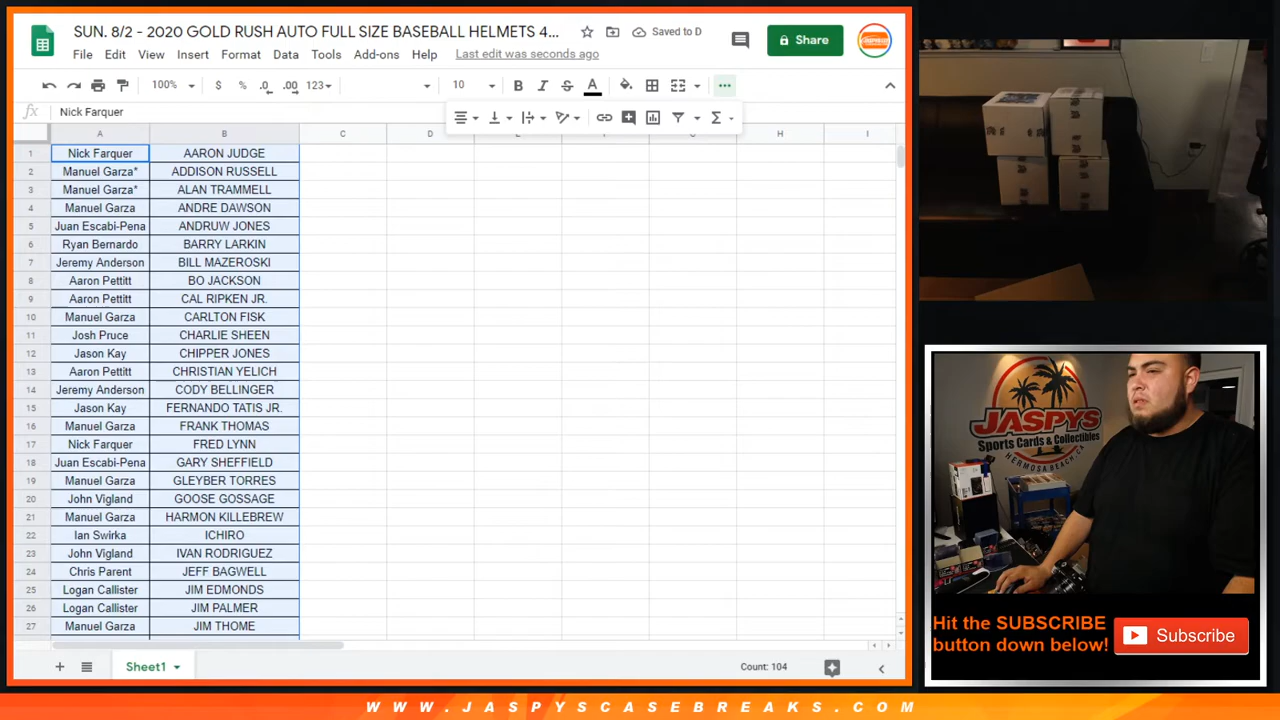 SUN. 8/2 - 2020 GOLD RUSH AUTO FULL SIZE BASEBALL HELMETS 4...
Saved to D
Share
File Edit View Insert Format Data Tools Add-ons Help Last edit was seconds ago
100% $ % .0 .00 123 10 B I S A
fx Nick Farquer
A B C D H I
1 Nick Farquer AARON JUDGE
2 Manuel Garza* ADDISON RUSSELL
3 Manuel Garza* ALAN TRAMMELL
4 Manuel Garza ANDRE DAWSON
5 Juan Escabi-Pena ANDRUW JONES
6 Ryan Bernardo BARRY LARKIN
7 Jeremy Anderson BILL MAZEROSKI
8 Aaron Pettitt BO JACKSON
9 Aaron Pettitt CAL RIPKEN JR.
10 Manuel Garza CARLTON FISK
11 Josh Pruce CHARLIE SHEEN
12 Jason Kay CHIPPER JONES
13 Aaron Pettitt CHRISTIAN YELICH
14 Jeremy Anderson CODY BELLINGER
15 Jason Kay FERNANDO TATIS JR.
16 Manuel Garza FRANK THOMAS
17 Nick Farquer FRED LYNN
18 Juan Escabi-Pena GARY SHEFFIELD
19 Manuel Garza GLEYBER TORRES
20 John Vigland GOOSE GOSSAGE
21 Manuel Garza HARMON KILLEBREW
22 Ian Swirka ICHIRO
23 John Vigland IVAN RODRIGUEZ
24 Chris Parent JEFF BAGWELL
25 Logan Callister JIM EDMONDS
26 Logan Callister JIM PALMER
27 Manuel Garza JIM THOME
Sheet1
Count: 104
JASPYS
Sports Cards & Collectibles
HERMOSA BEACH, CA
Hit the SUBSCRIBE
button down below!
Subscribe
WWW.JASPYSCASEBREAKS.COM